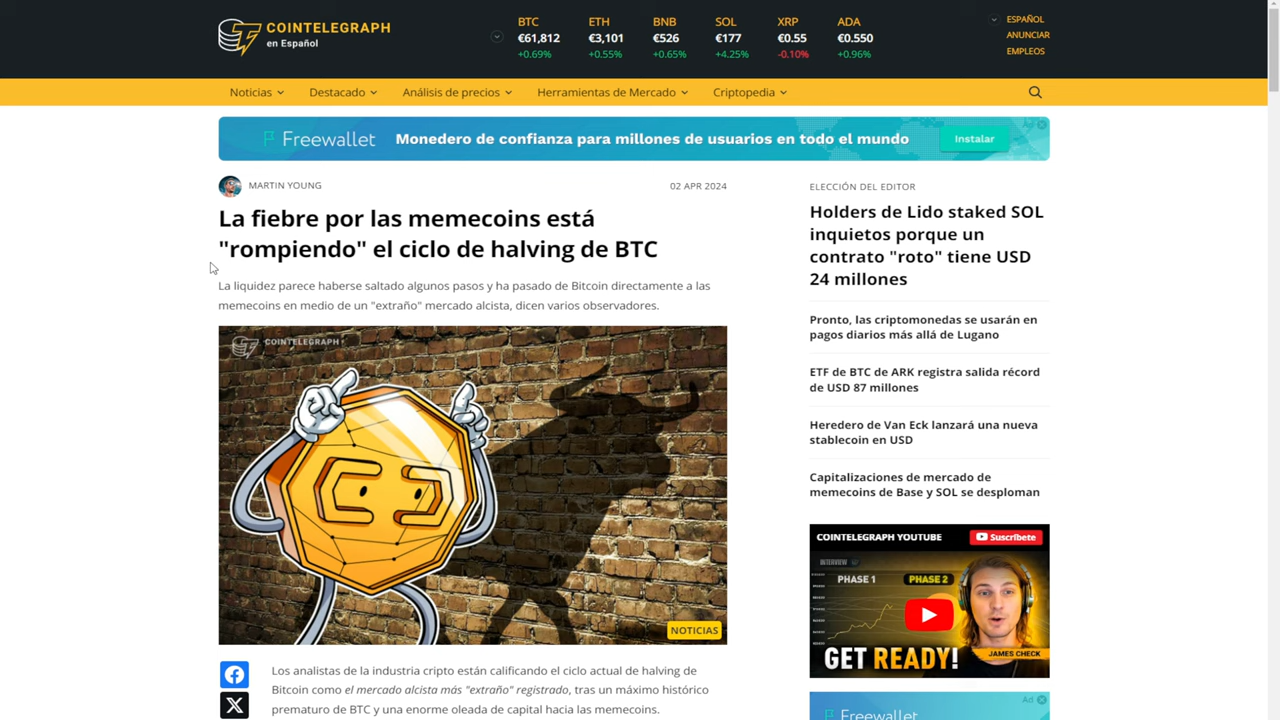 COINTELEGRAPH
en Español
BTC
€61,812
+0.69%
ETH
€3,101
+0.55%
BNB
€526
+0.65%
SOL
€177
+4.25%
XRP
€0.55
-0.10%
ADA
€0.550
+0.96%
ESPAÑOL
ANUNCIAR
EMPLEOS
Noticias
Destacado
Análisis de precios
Herramientas de Mercado
Criptopedia
Freewallet
Monedero de confianza para millones de usuarios en todo el mundo
Instalar
Ad
MARTIN YOUNG
02 APR 2024
La fiebre por las memecoins está
"rompiendo" el ciclo de halving de BTC
La liquidez parece haberse saltado algunos pasos y ha pasado de Bitcoin directamente a las
memecoins en medio de un "extraño" mercado alcista, dicen varios observadores.
COINTELEGRAPH
NOTICIAS
Los analistas de la industria cripto están calificando el ciclo actual de halving de
Bitcoin como el mercado alcista más "extraño" registrado, tras un máximo histórico
prematuro de BTC y una enorme oleada de capital hacia las memecoins.
ELECCIÓN DEL EDITOR
Holders de Lido staked SOL
inquietos porque un
contrato "roto" tiene USD
24 millones
Pronto, las criptomonedas se usarán en
pagos diarios más allá de Lugano
ETF de BTC de ARK registra salida récord
de USD 87 millones
Heredero de Van Eck lanzará una nueva
stablecoin en USD
Capitalizaciones de mercado de
memecoins de Base y SOL se desploman
COINTELEGRAPH YOUTUBE
Suscríbete
INTERVIEW
PHASE 1
PHASE 2
GET READY!
JAMES CHECK
Ad
Freewallet